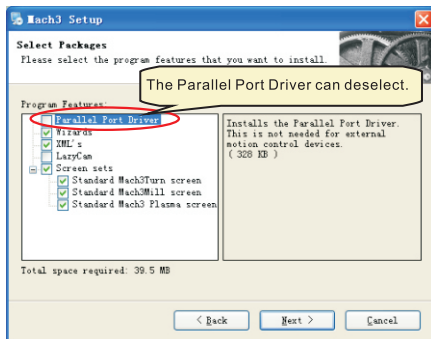 Mach3 Setup
Select Packages
Please select the program features that you want to install.
The Parallel Port Driver can deselect.
Program Features:
Parallel Port Driver
Wizards
XML's
LazyCam
Screen sets
Standard Mach3Turn screen
Standard Mach3Mill screen
Standard Mach3 Plasma screen
Installs the Parallel Port Driver.
This is not needed for external
motion control devices.
( 328 KB )
Total space required: 39.5 MB
< Back
Next >
Cancel